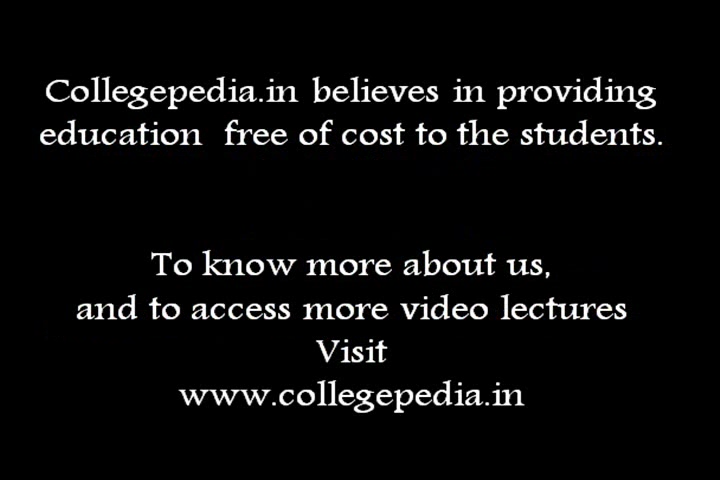 Collegepedia.in believes in providing
education free of cost to the students.
To know more about us,
and to access more video lectures
Visit
www.collegepedia.in